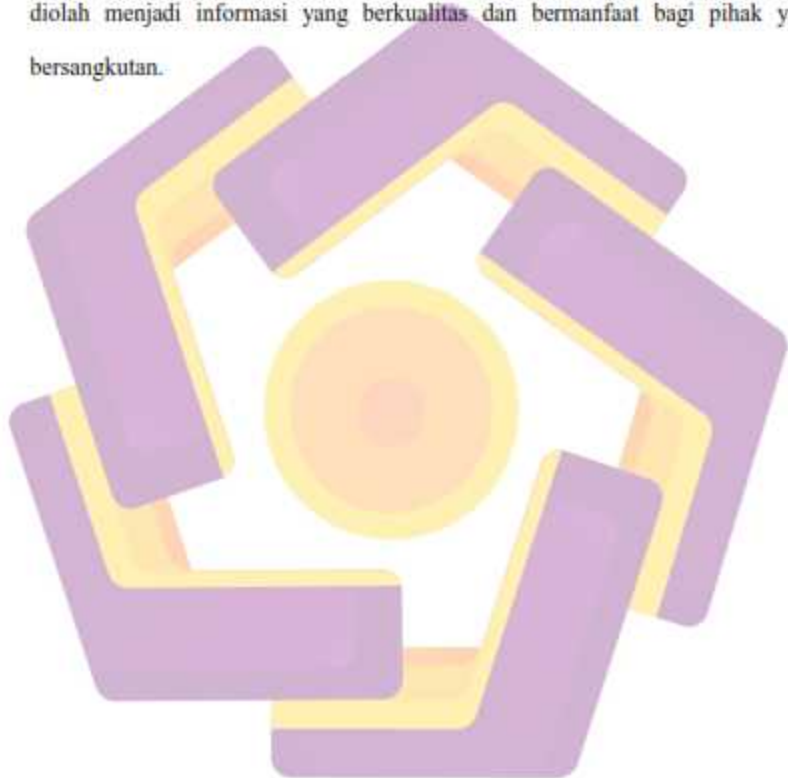 diolah menjadi informasi yang berkualitas dan bermanfaat bagi pihak y
bersangkutan.